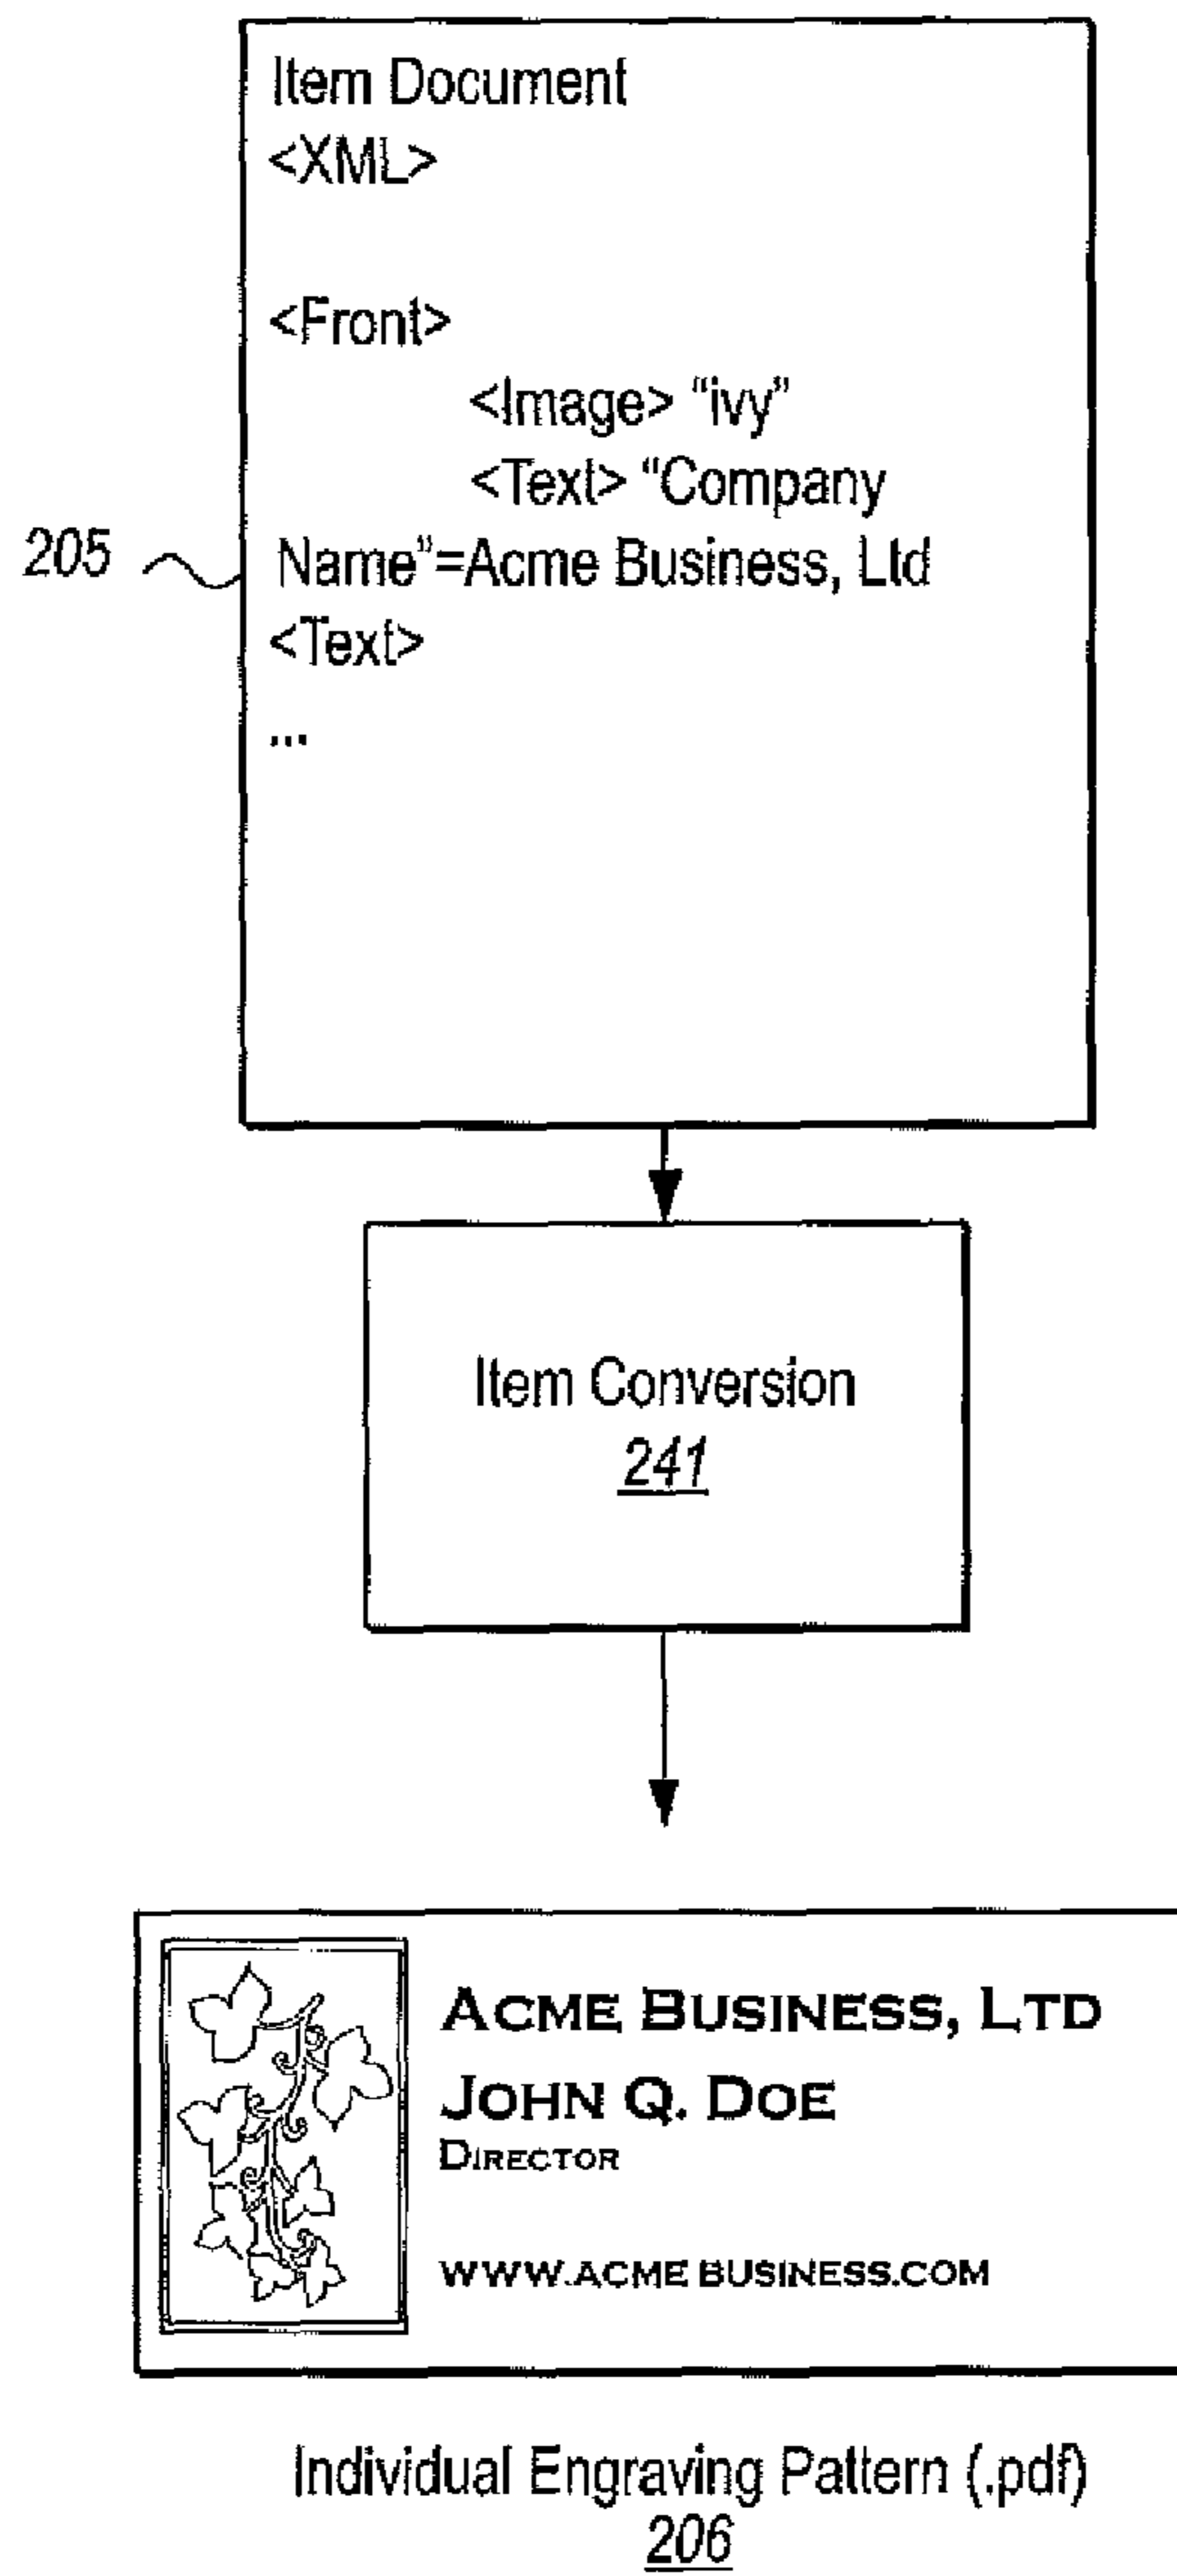 Item Document
<XML>
<Front>
<Image> “ivy”
<Text> “Company
Name”=Acme Business, Ltd
<Text>
...
205
Item Conversion
241
ACME BUSINESS, LTD
JOHN Q. DOE
DIRECTOR
WWW.ACME BUSINESS.COM
Individual Engraving Pattern (.pdf)
206